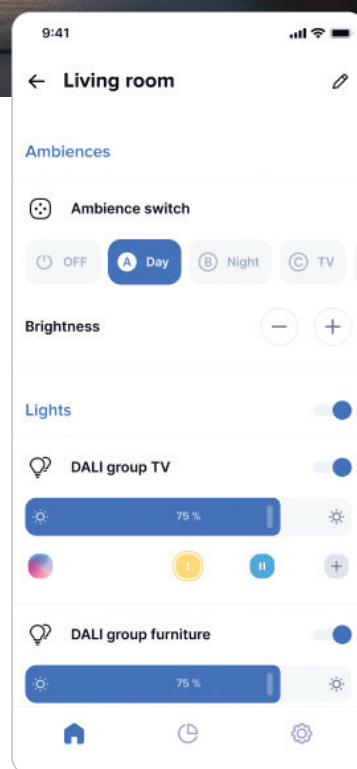 9:41
Living room
Ambiences
Ambience switch
OFF A Day B Night C TV
Brightness
Lights
DALI group TV
75 %
I II
DALI group furniture
75 %